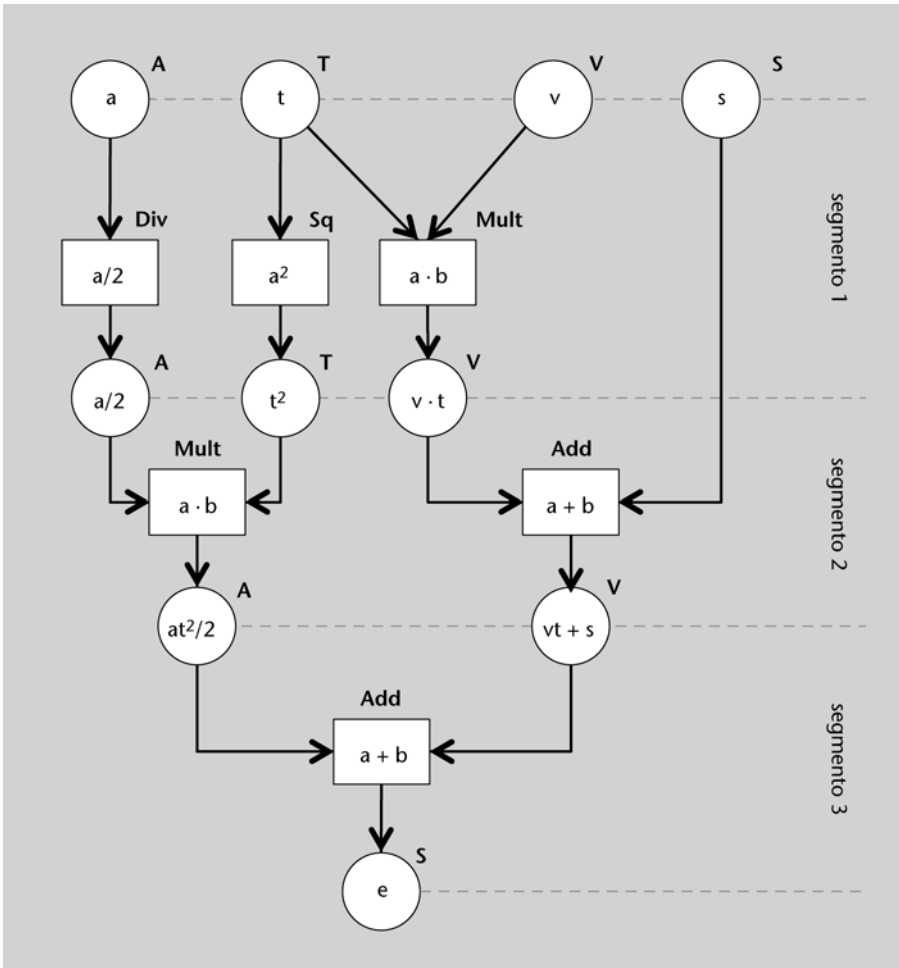 A T V S
a t v s
Div Sq Mult
a/2 a² a · b
segmento 1
A T V
a/2 t² v · t
Mult Add
a · b a + b
segmento 2
A V
at²/2 vt + s
Add
a + b
segmento 3
S
e